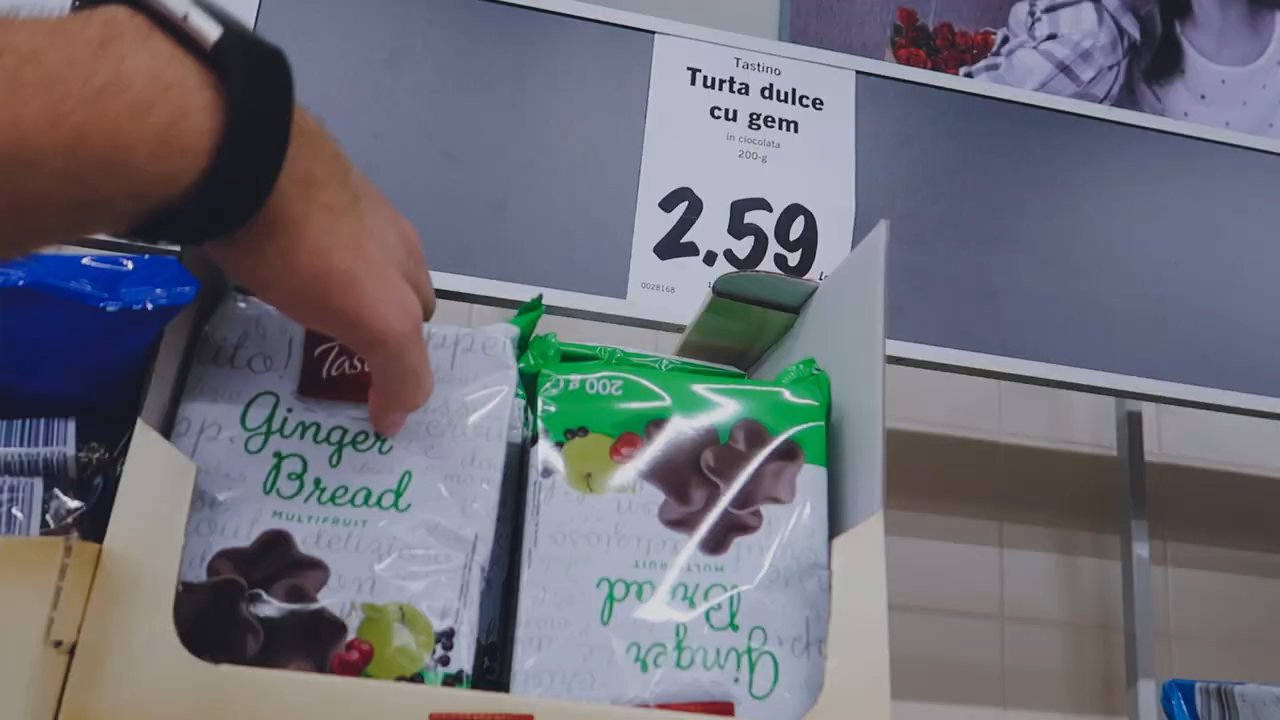 Tastino
Turta dulce
cu gem
in ciocolata
200-g
2.59
0028168
Ginger
Bread
MULTIFRUIT
200 g
MULTIFRUIT
Bread
Ginger